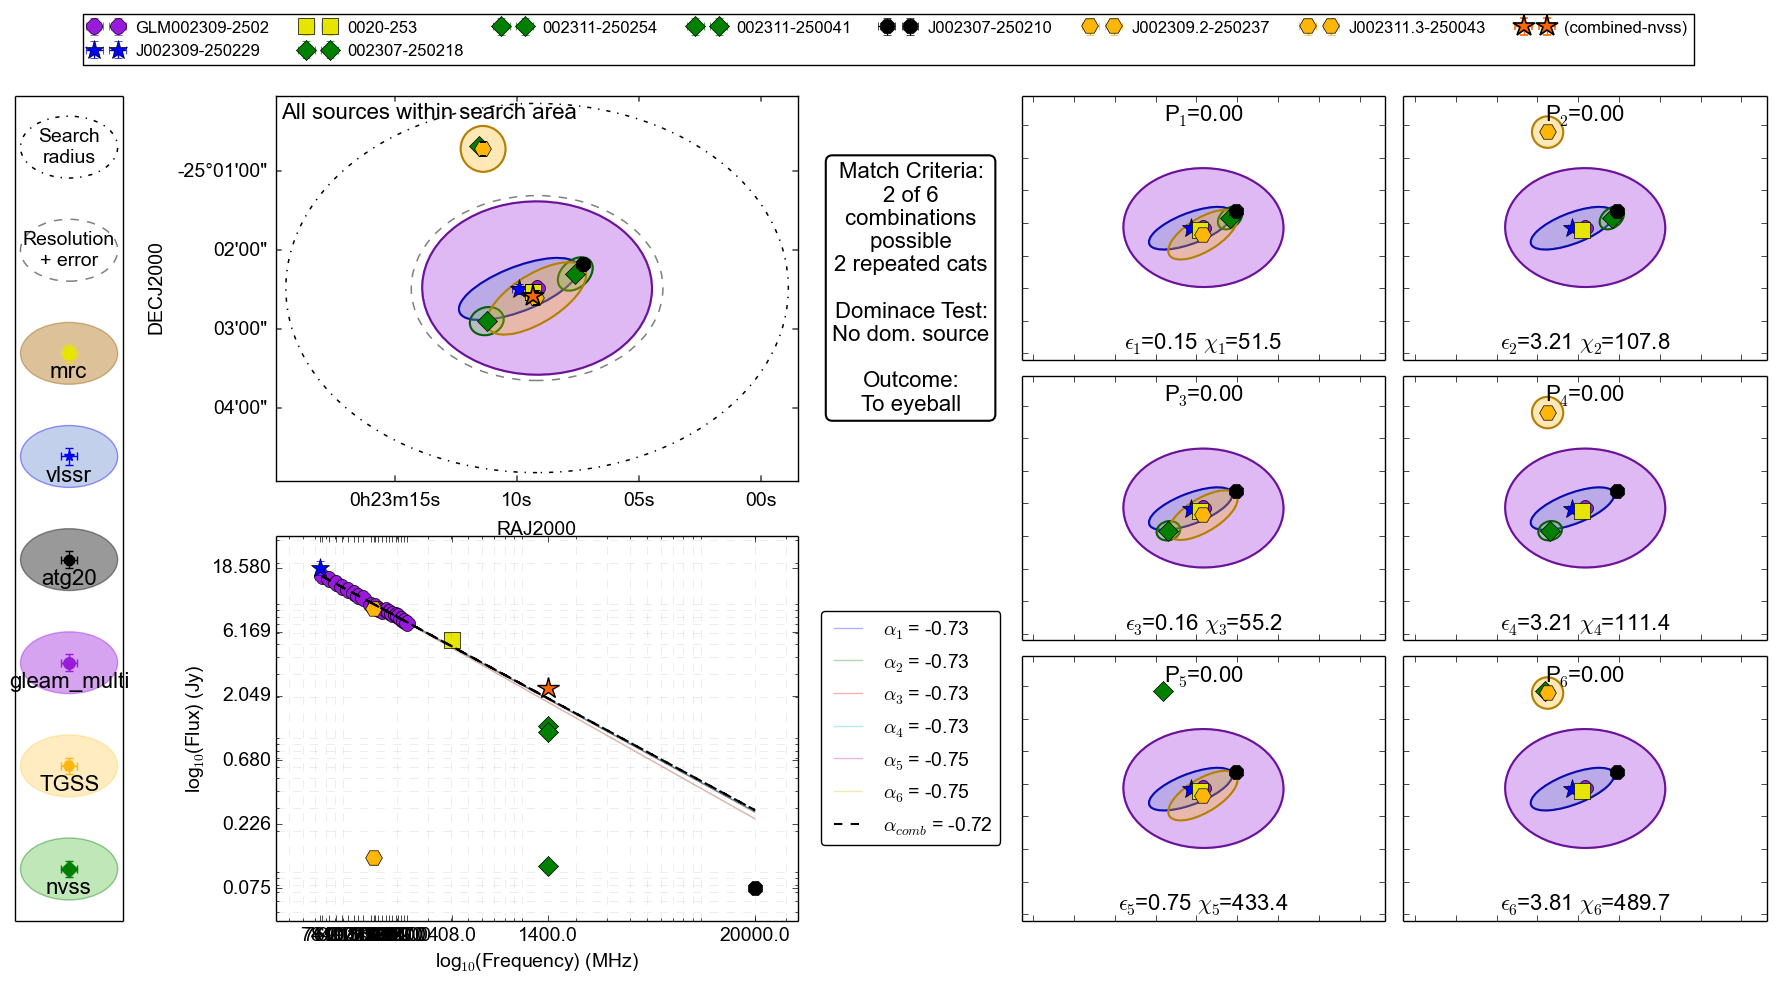 GLM002309-2502
0020-253
002311-250254
002311-250041
J002307-250210
J002309.2-250237
J002311.3-250043
(combined-nvss)
J002309-250229
002307-250218
Search
radius
Resolution
+ error
mrc
vlssr
atg20
gleam_multi
TGSS
nvss
All sources within search area
-25°01'00"
02'00"
03'00"
04'00"
DECJ2000
0h23m15s
10s
05s
00s
RAJ2000
18.580
6.169
2.049
0.680
0.226
0.075
log10(Flux) (Jy)
408.0
1400.0
20000.0
log10(Frequency) (MHz)
Match Criteria:
2 of 6
combinations
possible
2 repeated cats
Dominace Test:
No dom. source
Outcome:
To eyeball
α1 = -0.73
α2 = -0.73
α3 = -0.73
α4 = -0.73
α5 = -0.75
α6 = -0.75
αcomb = -0.72
P1=0.00
ϵ1=0.15 χ1=51.5
P2=0.00
ϵ2=3.21 χ2=107.8
P3=0.00
ϵ3=0.16 χ3=55.2
P4=0.00
ϵ4=3.21 χ4=111.4
P5=0.00
ϵ5=0.75 χ5=433.4
P6=0.00
ϵ6=3.81 χ6=489.7